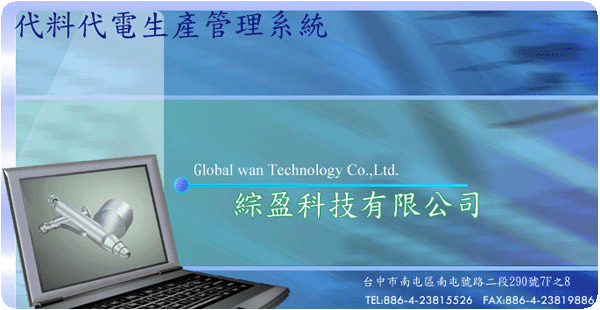 代料代電生產管理系統
Global wan Technology Co.,Ltd.
綜盈科技有限公司
台中市南屯區南屯號路二段290號7F之8
TEL:886-4-23815526 FAX:886-4-23819886